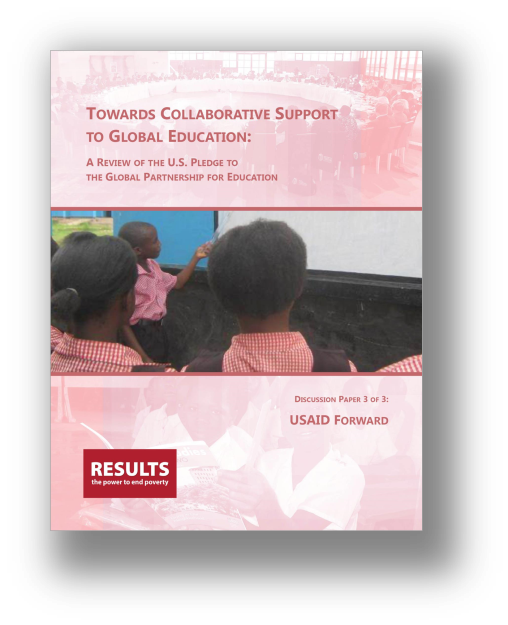 Towards Collaborative Support
to Global Education:
A Review of the U.S. Pledge to
the Global Partnership for Education
Discussion Paper 3 of 3:
USAID Forward
RESULTS
the power to end poverty